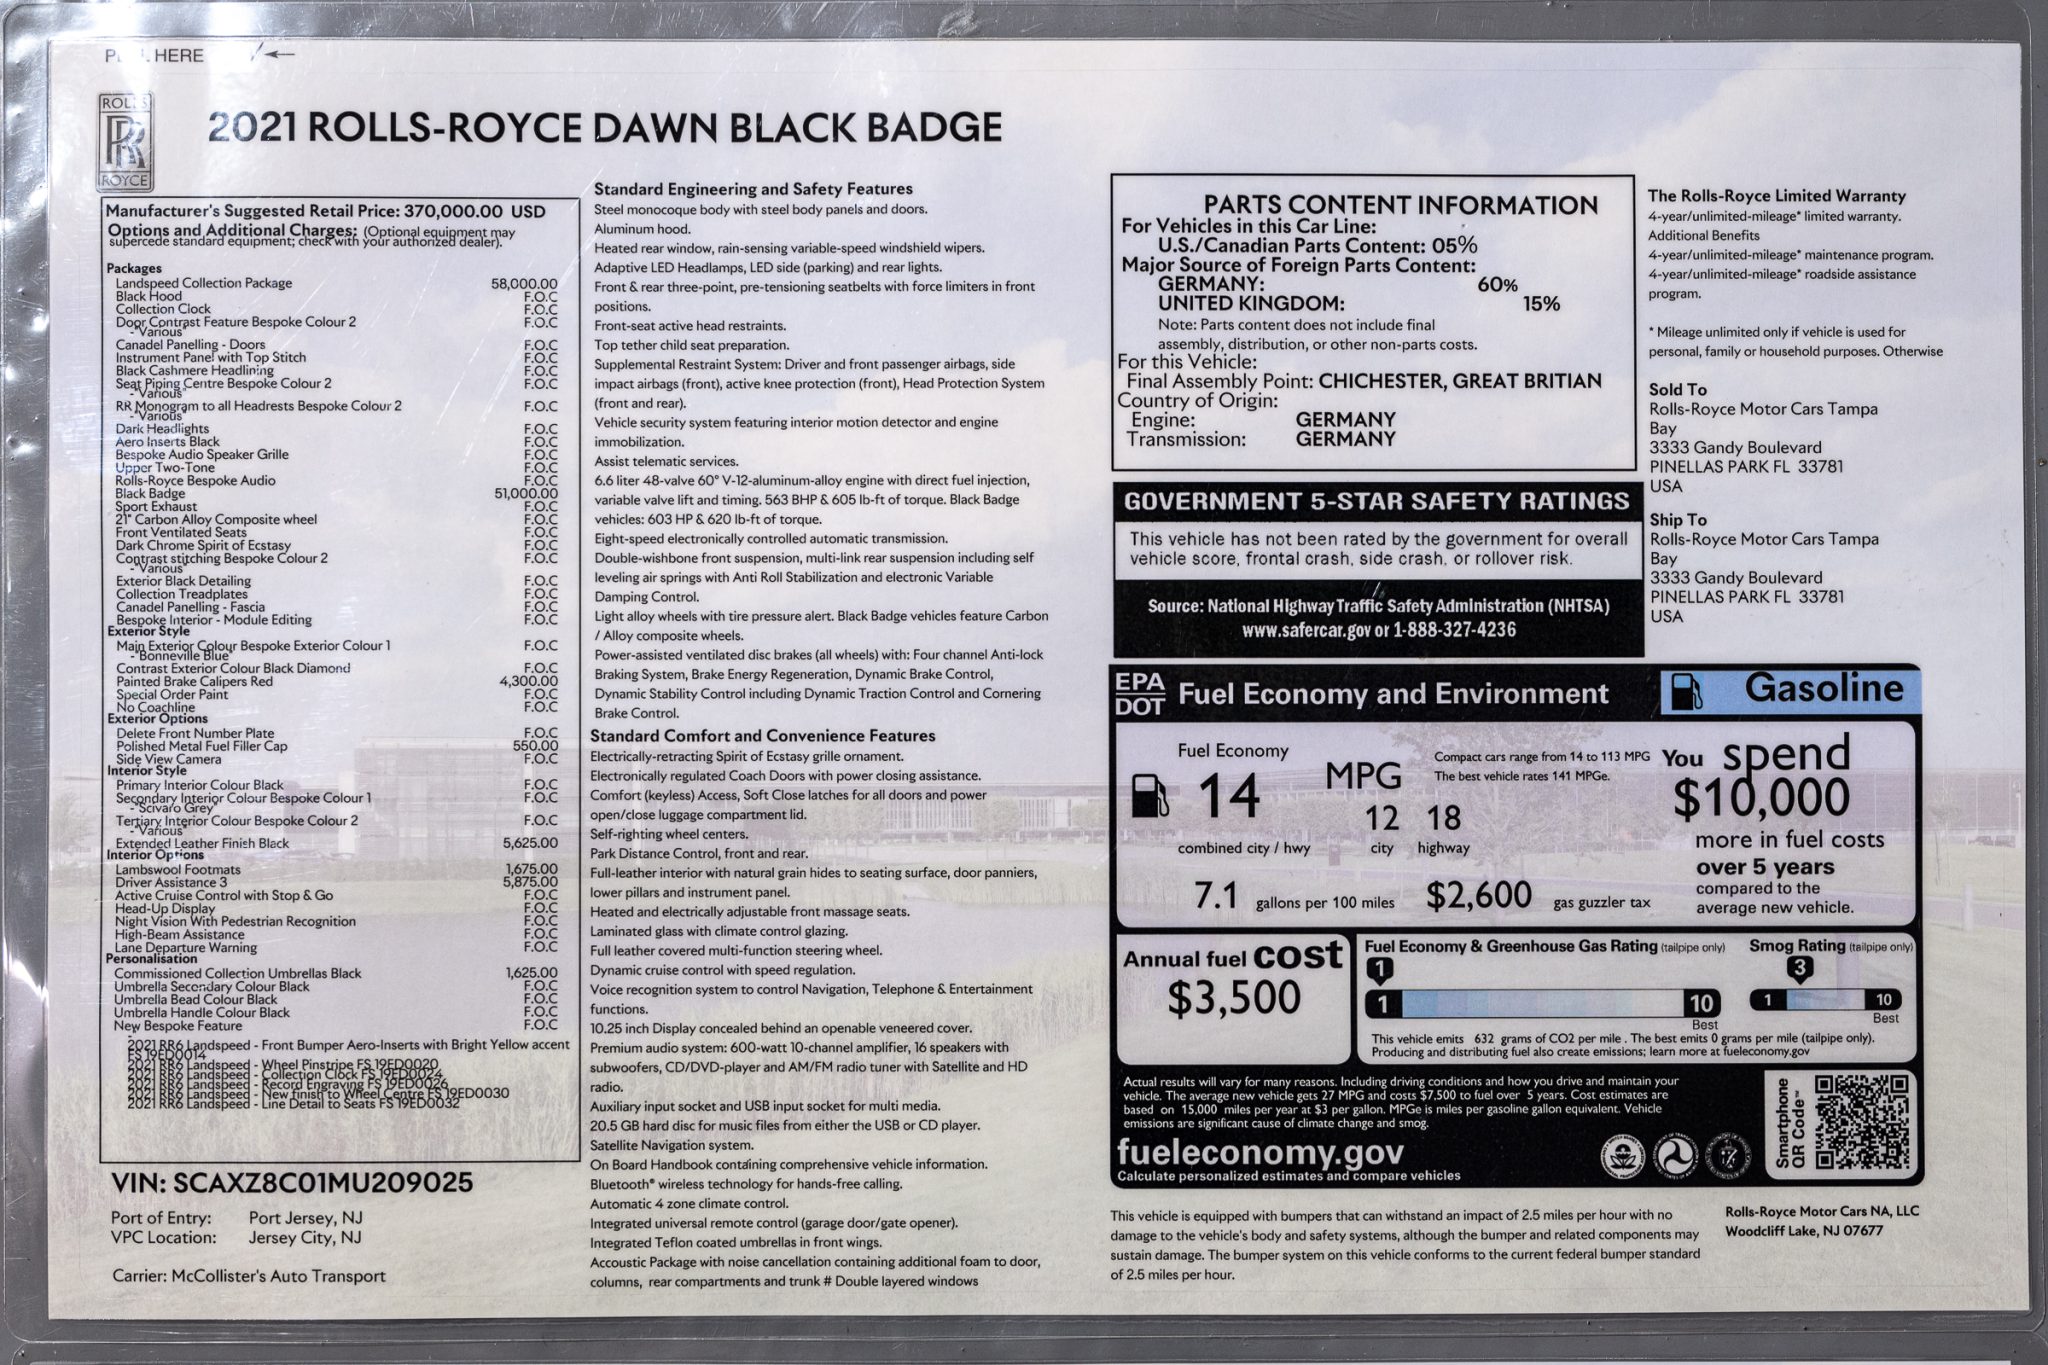 HERE
ROLLS
RR
ROYCE
2021 ROLLS-ROYCE DAWN BLACK BADGE
Manufacturer's Suggested Retail Price: 370,000.00 USD
Options and Additional Charges: (Optional equipment may
supercede standard equipment; check with your authorized dealer).
Packages
Landspeed Collection Package 58,000.00
Black Hood F.O.C
Collection Clock F.O.C
Door Contrast Feature Bespoke Colour 2 F.O.C
- "Various"
Canadel Panelling - Doors F.O.C
Instrument Panel with Top Stitch F.O.C
Black Cashmere Headlining F.O.C
Seat Piping Centre Bespoke Colour 2 F.O.C
- "Various"
RR Monogram to all Headrests Bespoke Colour 2 F.O.C
- "Various"
Dark Headlights F.O.C
Aero Inserts Black F.O.C
Bespoke Audio Speaker Grille F.O.C
Upper Two-Tone F.O.C
Rolls-Royce Bespoke Audio F.O.C
Black Badge 51,000.00
Sport Exhaust F.O.C
21" Carbon Alloy Composite wheel F.O.C
Front Ventilated Seats F.O.C
Dark Chrome Spirit of Ecstasy F.O.C
Contrast stitching Bespoke Colour 2 F.O.C
- "Various"
Exterior Black Detailing F.O.C
Collection Treadplates F.O.C
Canadel Panelling - Fascia F.O.C
Bespoke Interior - Module Editing F.O.C
Exterior Style
Main Exterior Colour Bespoke Exterior Colour 1 F.O.C
- "Bonneville Blue"
Contrast Exterior Colour Black Diamond F.O.C
Painted Brake Calipers Red 4,300.00
Special Order Paint F.O.C
No Coachline F.O.C
Exterior Options
Delete Front Number Plate F.O.C
Polished Metal Fuel Filler Cap 550.00
Side View Camera F.O.C
Interior Style
Primary Interior Colour Black F.O.C
Secondary Interior Colour Bespoke Colour 1 F.O.C
- "Scivaro Grey"
Tertiary Interior Colour Bespoke Colour 2 F.O.C
- "Various"
Extended Leather Finish Black 5,625.00
Interior Options
Lambswool Footmats 1,675.00
Driver Assistance 3 5,875.00
Active Cruise Control with Stop & Go F.O.C
Head-Up Display F.O.C
Night Vision With Pedestrian Recognition F.O.C
High-Beam Assistance F.O.C
Lane Departure Warning F.O.C
Personalisation
Commissioned Collection Umbrellas Black 1,625.00
Umbrella Secondary Colour Black F.O.C
Umbrella Bead Colour Black F.O.C
Umbrella Handle Colour Black F.O.C
New Bespoke Feature F.O.C
2021 RR6 Landspeed - Front Bumper Aero-Inserts with Bright Yellow accent
FS 19ED0014
2021 RR6 Landspeed - Wheel Pinstripe FS 19ED0020
2021 RR6 Landspeed - Collection Clock FS 19ED0024
2021 RR6 Landspeed - Record Engraving FS 19ED0026
2021 RR6 Landspeed - New finish to Wheel Centre FS 19ED0030
2021 RR6 Landspeed - Line Detail to Seats FS 19ED0032
VIN: SCAXZ8C01MU209025
Port of Entry: Port Jersey, NJ
VPC Location: Jersey City, NJ
Carrier: McCollister's Auto Transport
Standard Engineering and Safety Features
Steel monocoque body with steel body panels and doors.
Aluminum hood.
Heated rear window, rain-sensing variable-speed windshield wipers.
Adaptive LED Headlamps, LED side (parking) and rear lights.
Front & rear three-point, pre-tensioning seatbelts with force limiters in front
positions.
Front-seat active head restraints.
Top tether child seat preparation.
Supplemental Restraint System: Driver and front passenger airbags, side
impact airbags (front), active knee protection (front), Head Protection System
(front and rear).
Vehicle security system featuring interior motion detector and engine
immobilization.
Assist telematic services.
6.6 liter 48-valve 60° V-12-aluminum-alloy engine with direct fuel injection,
variable valve lift and timing. 563 BHP & 605 lb-ft of torque. Black Badge
vehicles: 603 HP & 620 lb-ft of torque.
Eight-speed electronically controlled automatic transmission.
Double-wishbone front suspension, multi-link rear suspension including self
leveling air springs with Anti Roll Stabilization and electronic Variable
Damping Control.
Light alloy wheels with tire pressure alert. Black Badge vehicles feature Carbon
/ Alloy composite wheels.
Power-assisted ventilated disc brakes (all wheels) with: Four channel Anti-lock
Braking System, Brake Energy Regeneration, Dynamic Brake Control,
Dynamic Stability Control including Dynamic Traction Control and Cornering
Brake Control.
Standard Comfort and Convenience Features
Electrically-retracting Spirit of Ecstasy grille ornament.
Electronically regulated Coach Doors with power closing assistance.
Comfort (keyless) Access, Soft Close latches for all doors and power
open/close luggage compartment lid.
Self-righting wheel centers.
Park Distance Control, front and rear.
Full-leather interior with natural grain hides to seating surface, door panniers,
lower pillars and instrument panel.
Heated and electrically adjustable front massage seats.
Laminated glass with climate control glazing.
Full leather covered multi-function steering wheel.
Dynamic cruise control with speed regulation.
Voice recognition system to control Navigation, Telephone & Entertainment
functions.
10.25 inch Display concealed behind an openable veneered cover.
Premium audio system: 600-watt 10-channel amplifier, 16 speakers with
subwoofers, CD/DVD-player and AM/FM radio tuner with Satellite and HD
radio.
Auxiliary input socket and USB input socket for multi media.
20.5 GB hard disc for music files from either the USB or CD player.
Satellite Navigation system.
On Board Handbook containing comprehensive vehicle information.
Bluetooth® wireless technology for hands-free calling.
Automatic 4 zone climate control.
Integrated universal remote control (garage door/gate opener).
Integrated Teflon coated umbrellas in front wings.
Accoustic Package with noise cancellation containing additional foam to door,
columns, rear compartments and trunk # Double layered windows
PARTS CONTENT INFORMATION
For Vehicles in this Car Line:
U.S./Canadian Parts Content: 05%
Major Source of Foreign Parts Content:
GERMANY: 60%
UNITED KINGDOM: 15%
Note: Parts content does not include final
assembly, distribution, or other non-parts costs.
For this Vehicle:
Final Assembly Point: CHICHESTER, GREAT BRITIAN
Country of Origin:
Engine: GERMANY
Transmission: GERMANY
GOVERNMENT 5-STAR SAFETY RATINGS
This vehicle has not been rated by the government for overall
vehicle score, frontal crash, side crash, or rollover risk.
Source: National Highway Traffic Safety Administration (NHTSA)
www.safercar.gov or 1-888-327-4236
The Rolls-Royce Limited Warranty
4-year/unlimited-mileage* limited warranty.
Additional Benefits
4-year/unlimited-mileage* maintenance program.
4-year/unlimited-mileage* roadside assistance
program.
* Mileage unlimited only if vehicle is used for
personal, family or household purposes. Otherwise
Sold To
Rolls-Royce Motor Cars Tampa
Bay
3333 Gandy Boulevard
PINELLAS PARK FL 33781
USA
Ship To
Rolls-Royce Motor Cars Tampa
Bay
3333 Gandy Boulevard
PINELLAS PARK FL 33781
USA
EPA
DOT
Fuel Economy and Environment
Gasoline
Fuel Economy
14 MPG
12 18
combined city / hwy city highway
Compact cars range from 14 to 113 MPG
The best vehicle rates 141 MPGe.
7.1 gallons per 100 miles
$2,600 gas guzzler tax
You spend
$10,000
more in fuel costs
over 5 years
compared to the
average new vehicle.
Annual fuel cost
$3,500
Fuel Economy & Greenhouse Gas Rating (tailpipe only)
1
1 10
Best
Smog Rating (tailpipe only)
3
1 10
Best
This vehicle emits 632 grams of CO2 per mile . The best emits 0 grams per mile (tailpipe only).
Producing and distributing fuel also create emissions; learn more at fueleconomy.gov
Actual results will vary for many reasons. Including driving conditions and how you drive and maintain your
vehicle. The average new vehicle gets 27 MPG and costs $7,500 to fuel over 5 years. Cost estimates are
based on 15,000 miles per year at $3 per gallon. MPGe is miles per gasoline gallon equivalent. Vehicle
emissions are significant cause of climate change and smog.
fueleconomy.gov
Calculate personalized estimates and compare vehicles
Smartphone
QR Code™
This vehicle is equipped with bumpers that can withstand an impact of 2.5 miles per hour with no
damage to the vehicle's body and safety systems, although the bumper and related components may
sustain damage. The bumper system on this vehicle conforms to the current federal bumper standard
of 2.5 miles per hour.
Rolls-Royce Motor Cars NA, LLC
Woodcliff Lake, NJ 07677